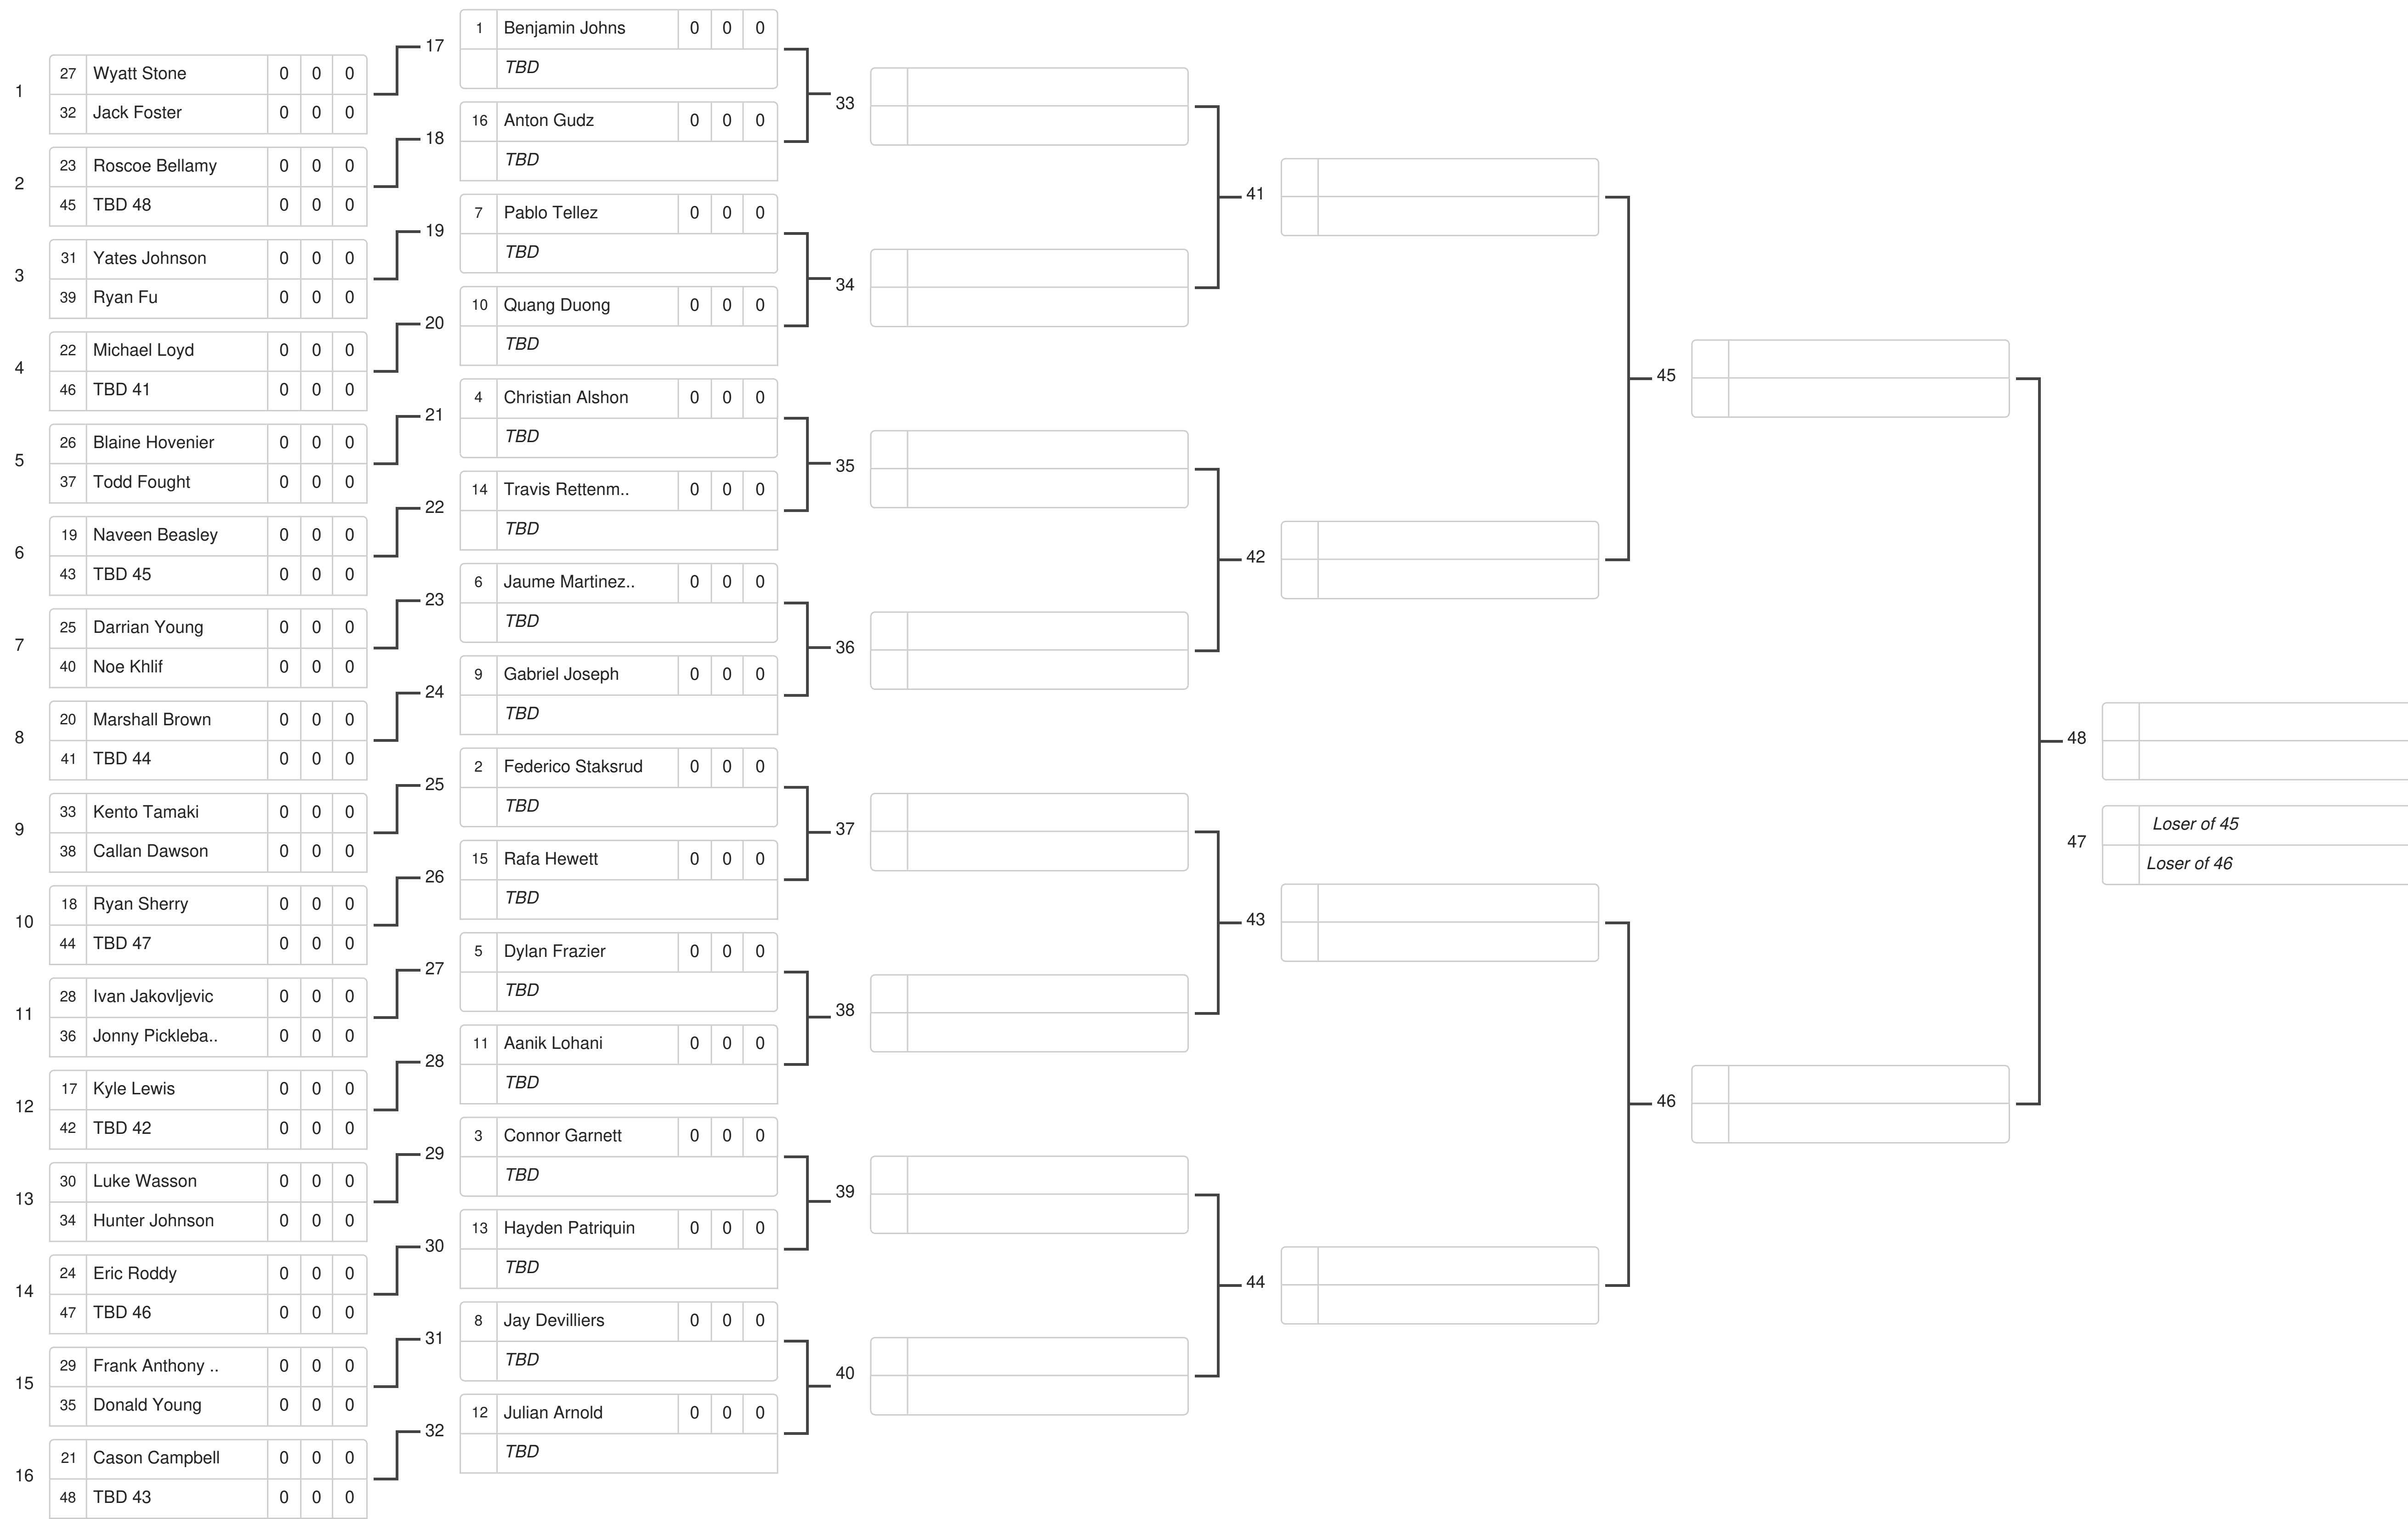 1
27 Wyatt Stone 0 0 0
32 Jack Foster 0 0 0
2
23 Roscoe Bellamy 0 0 0
45 TBD 48 0 0 0
3
31 Yates Johnson 0 0 0
39 Ryan Fu 0 0 0
4
22 Michael Loyd 0 0 0
46 TBD 41 0 0 0
5
26 Blaine Hovenier 0 0 0
37 Todd Fought 0 0 0
6
19 Naveen Beasley 0 0 0
43 TBD 45 0 0 0
7
25 Darrian Young 0 0 0
40 Noe Khlif 0 0 0
8
20 Marshall Brown 0 0 0
41 TBD 44 0 0 0
9
33 Kento Tamaki 0 0 0
38 Callan Dawson 0 0 0
10
18 Ryan Sherry 0 0 0
44 TBD 47 0 0 0
11
28 Ivan Jakovljevic 0 0 0
36 Jonny Pickleba.. 0 0 0
12
17 Kyle Lewis 0 0 0
42 TBD 42 0 0 0
13
30 Luke Wasson 0 0 0
34 Hunter Johnson 0 0 0
14
24 Eric Roddy 0 0 0
47 TBD 46 0 0 0
15
29 Frank Anthony .. 0 0 0
35 Donald Young 0 0 0
16
21 Cason Campbell 0 0 0
48 TBD 43 0 0 0
17
1 Benjamin Johns 0 0 0
TBD
18
16 Anton Gudz 0 0 0
TBD
19
7 Pablo Tellez 0 0 0
TBD
20
10 Quang Duong 0 0 0
TBD
21
4 Christian Alshon 0 0 0
TBD
22
14 Travis Rettenm.. 0 0 0
TBD
23
6 Jaume Martinez.. 0 0 0
TBD
24
9 Gabriel Joseph 0 0 0
TBD
25
2 Federico Staksrud 0 0 0
TBD
26
15 Rafa Hewett 0 0 0
TBD
27
5 Dylan Frazier 0 0 0
TBD
28
11 Aanik Lohani 0 0 0
TBD
29
3 Connor Garnett 0 0 0
TBD
30
13 Hayden Patriquin 0 0 0
TBD
31
8 Jay Devilliers 0 0 0
TBD
32
12 Julian Arnold 0 0 0
TBD
33
34
35
36
37
38
39
40
41
42
43
44
45
46
48
47
Loser of 45
Loser of 46